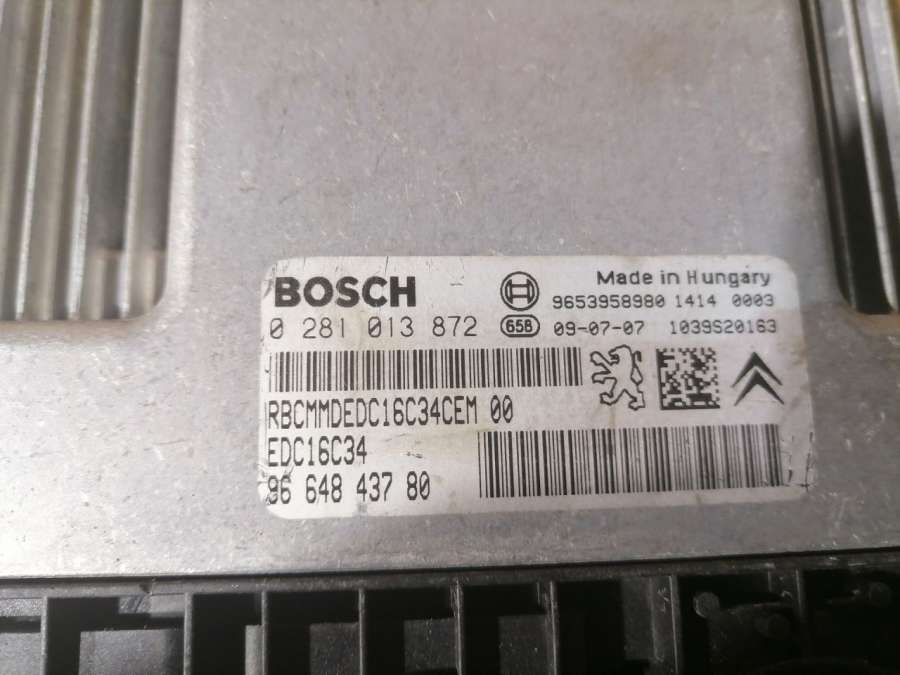 BOSCH
Made in Hungary
9653958980 1414 0003
0 281 013 872 658 09-07-07 1039S20163
RBCMMDEDC16C34CEM 00
EDC16C34
96 648 437 80